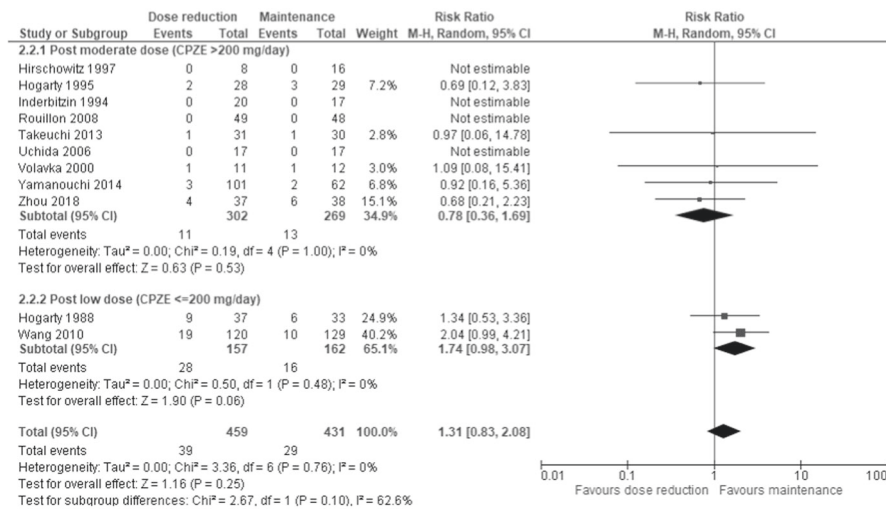 Dose reduction Maintenance Risk Ratio Risk Ratio
Study or Subgroup Events Total Events Total Weight M-H, Random, 95% CI M-H, Random, 95% CI
2.2.1 Post moderate dose (CPZE >200 mg/day)
Hirschowitz 1997 0 8 0 16 Not estimable
Hogarty 1995 2 28 3 29 7.2% 0.69 [0.12, 3.83]
Inderbitzin 1994 0 20 0 17 Not estimable
Rouillon 2008 0 49 0 48 Not estimable
Takeuchi 2013 1 31 1 30 2.8% 0.97 [0.06, 14.78]
Uchida 2006 0 17 0 17 Not estimable
Volavka 2000 1 11 1 12 3.0% 1.09 [0.08, 15.41]
Yamanouchi 2014 3 101 2 62 6.8% 0.92 [0.16, 5.36]
Zhou 2018 4 37 6 38 15.1% 0.68 [0.21, 2.23]
Subtotal (95% CI) 302 269 34.9% 0.78 [0.36, 1.69]
Total events 11 13
Heterogeneity: Tau² = 0.00; Chi² = 0.19, df = 4 (P = 1.00); I² = 0%
Test for overall effect: Z = 0.63 (P = 0.53)
2.2.2 Post low dose (CPZE <=200 mg/day)
Hogarty 1988 9 37 6 33 24.9% 1.34 [0.53, 3.36]
Wang 2010 19 120 10 129 40.2% 2.04 [0.99, 4.21]
Subtotal (95% CI) 157 162 65.1% 1.74 [0.98, 3.07]
Total events 28 16
Heterogeneity: Tau² = 0.00; Chi² = 0.50, df = 1 (P = 0.48); I² = 0%
Test for overall effect: Z = 1.90 (P = 0.06)
Total (95% CI) 459 431 100.0% 1.31 [0.83, 2.08]
Total events 39 29
Heterogeneity: Tau² = 0.00; Chi² = 3.36, df = 6 (P = 0.76); I² = 0%
Test for overall effect: Z = 1.16 (P = 0.25)
Test for subgroup differences: Chi² = 2.67, df = 1 (P = 0.10), I² = 62.6%
0.01 0.1 1 10 100
Favours dose reduction Favours maintenance